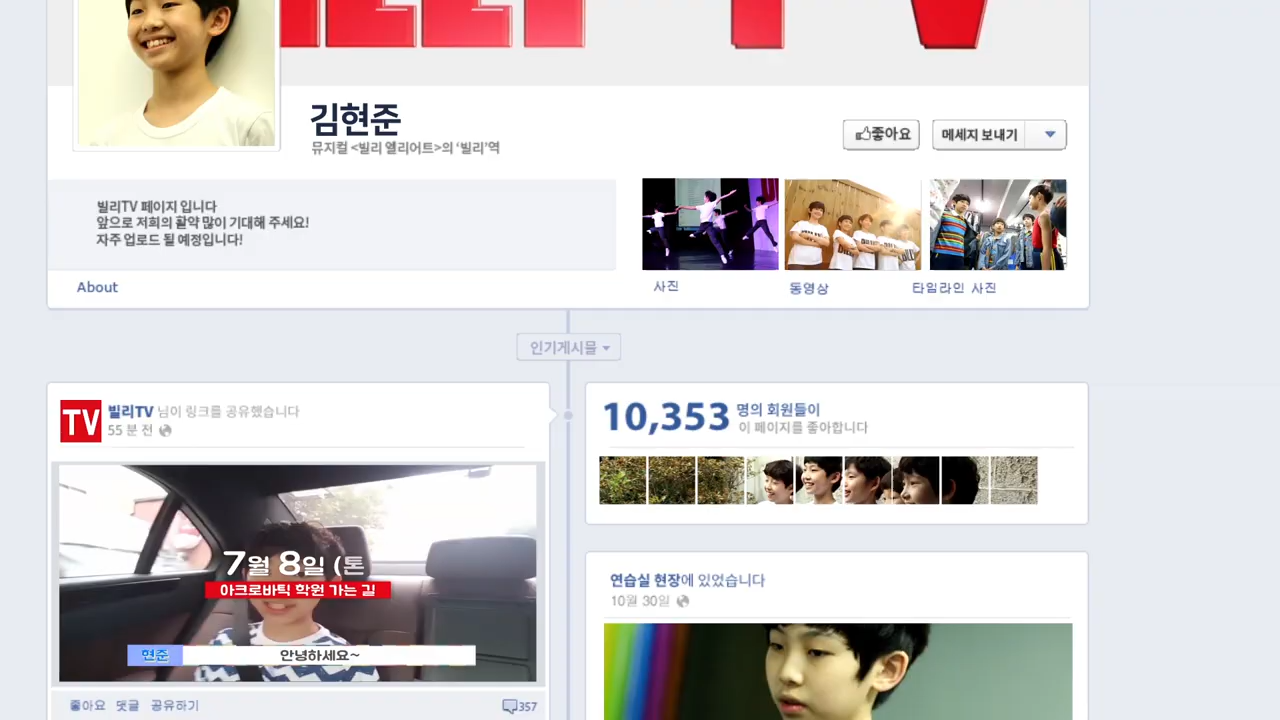 김현준
뮤지컬 <빌리 엘리어트>의 '빌리'역
좋아요
메세지 보내기
빌리TV 페이지 입니다
앞으로 저희의 활약 많이 기대해 주세요!
자주 업로드 될 예정입니다!
About
사진
동영상
타임라인 사진
인기게시물
TV
빌리TV 님이 링크를 공유했습니다
55 분 전
7월 8일 (톤
아크로바틱 학원 가는 길
현준
안녕하세요~
좋아요 댓글 공유하기
357
10,353 명의 회원들이
이 페이지를 좋아합니다
연습실 현장에 있었습니다
10월 30일